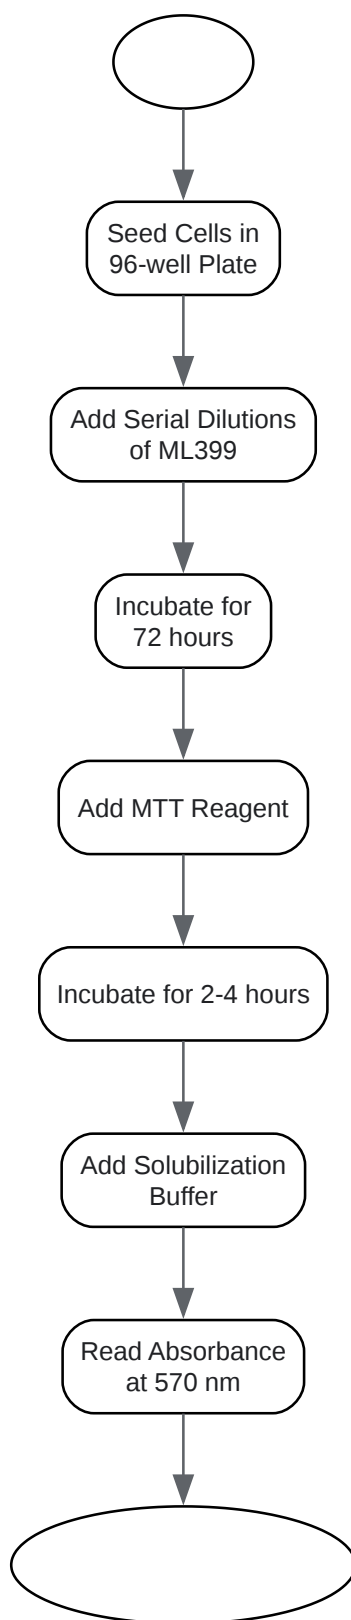 Seed Cells in
96-well Plate
Add Serial Dilutions
of ML399
Incubate for
72 hours
Add MTT Reagent
Incubate for 2-4 hours
Add Solubilization
Buffer
Read Absorbance
at 570 nm